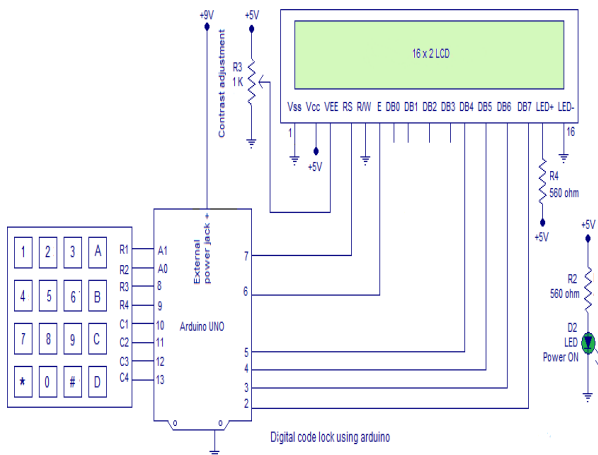 +9V
+5V
Contrast adjustment
R3
1 K
16 x 2 LCD
Vss Vcc VEE RS R/W E DB0 DB1 DB2 DB3 DB4 DB5 DB6 DB7 LED+ LED-
1
16
+5V
R4
560 ohm
+5V
+5V
R2
560 ohm
D2
LED
Power ON
External
power jack +
Arduino UNO
1 2 3 A
4 5 6 B
7 8 9 C
* 0 # D
R1 A1
R2 A0
R3 8
R4 9
C1 10
C2 11
C3 12
C4 13
7
6
5
4
3
2
Digital code lock using arduino